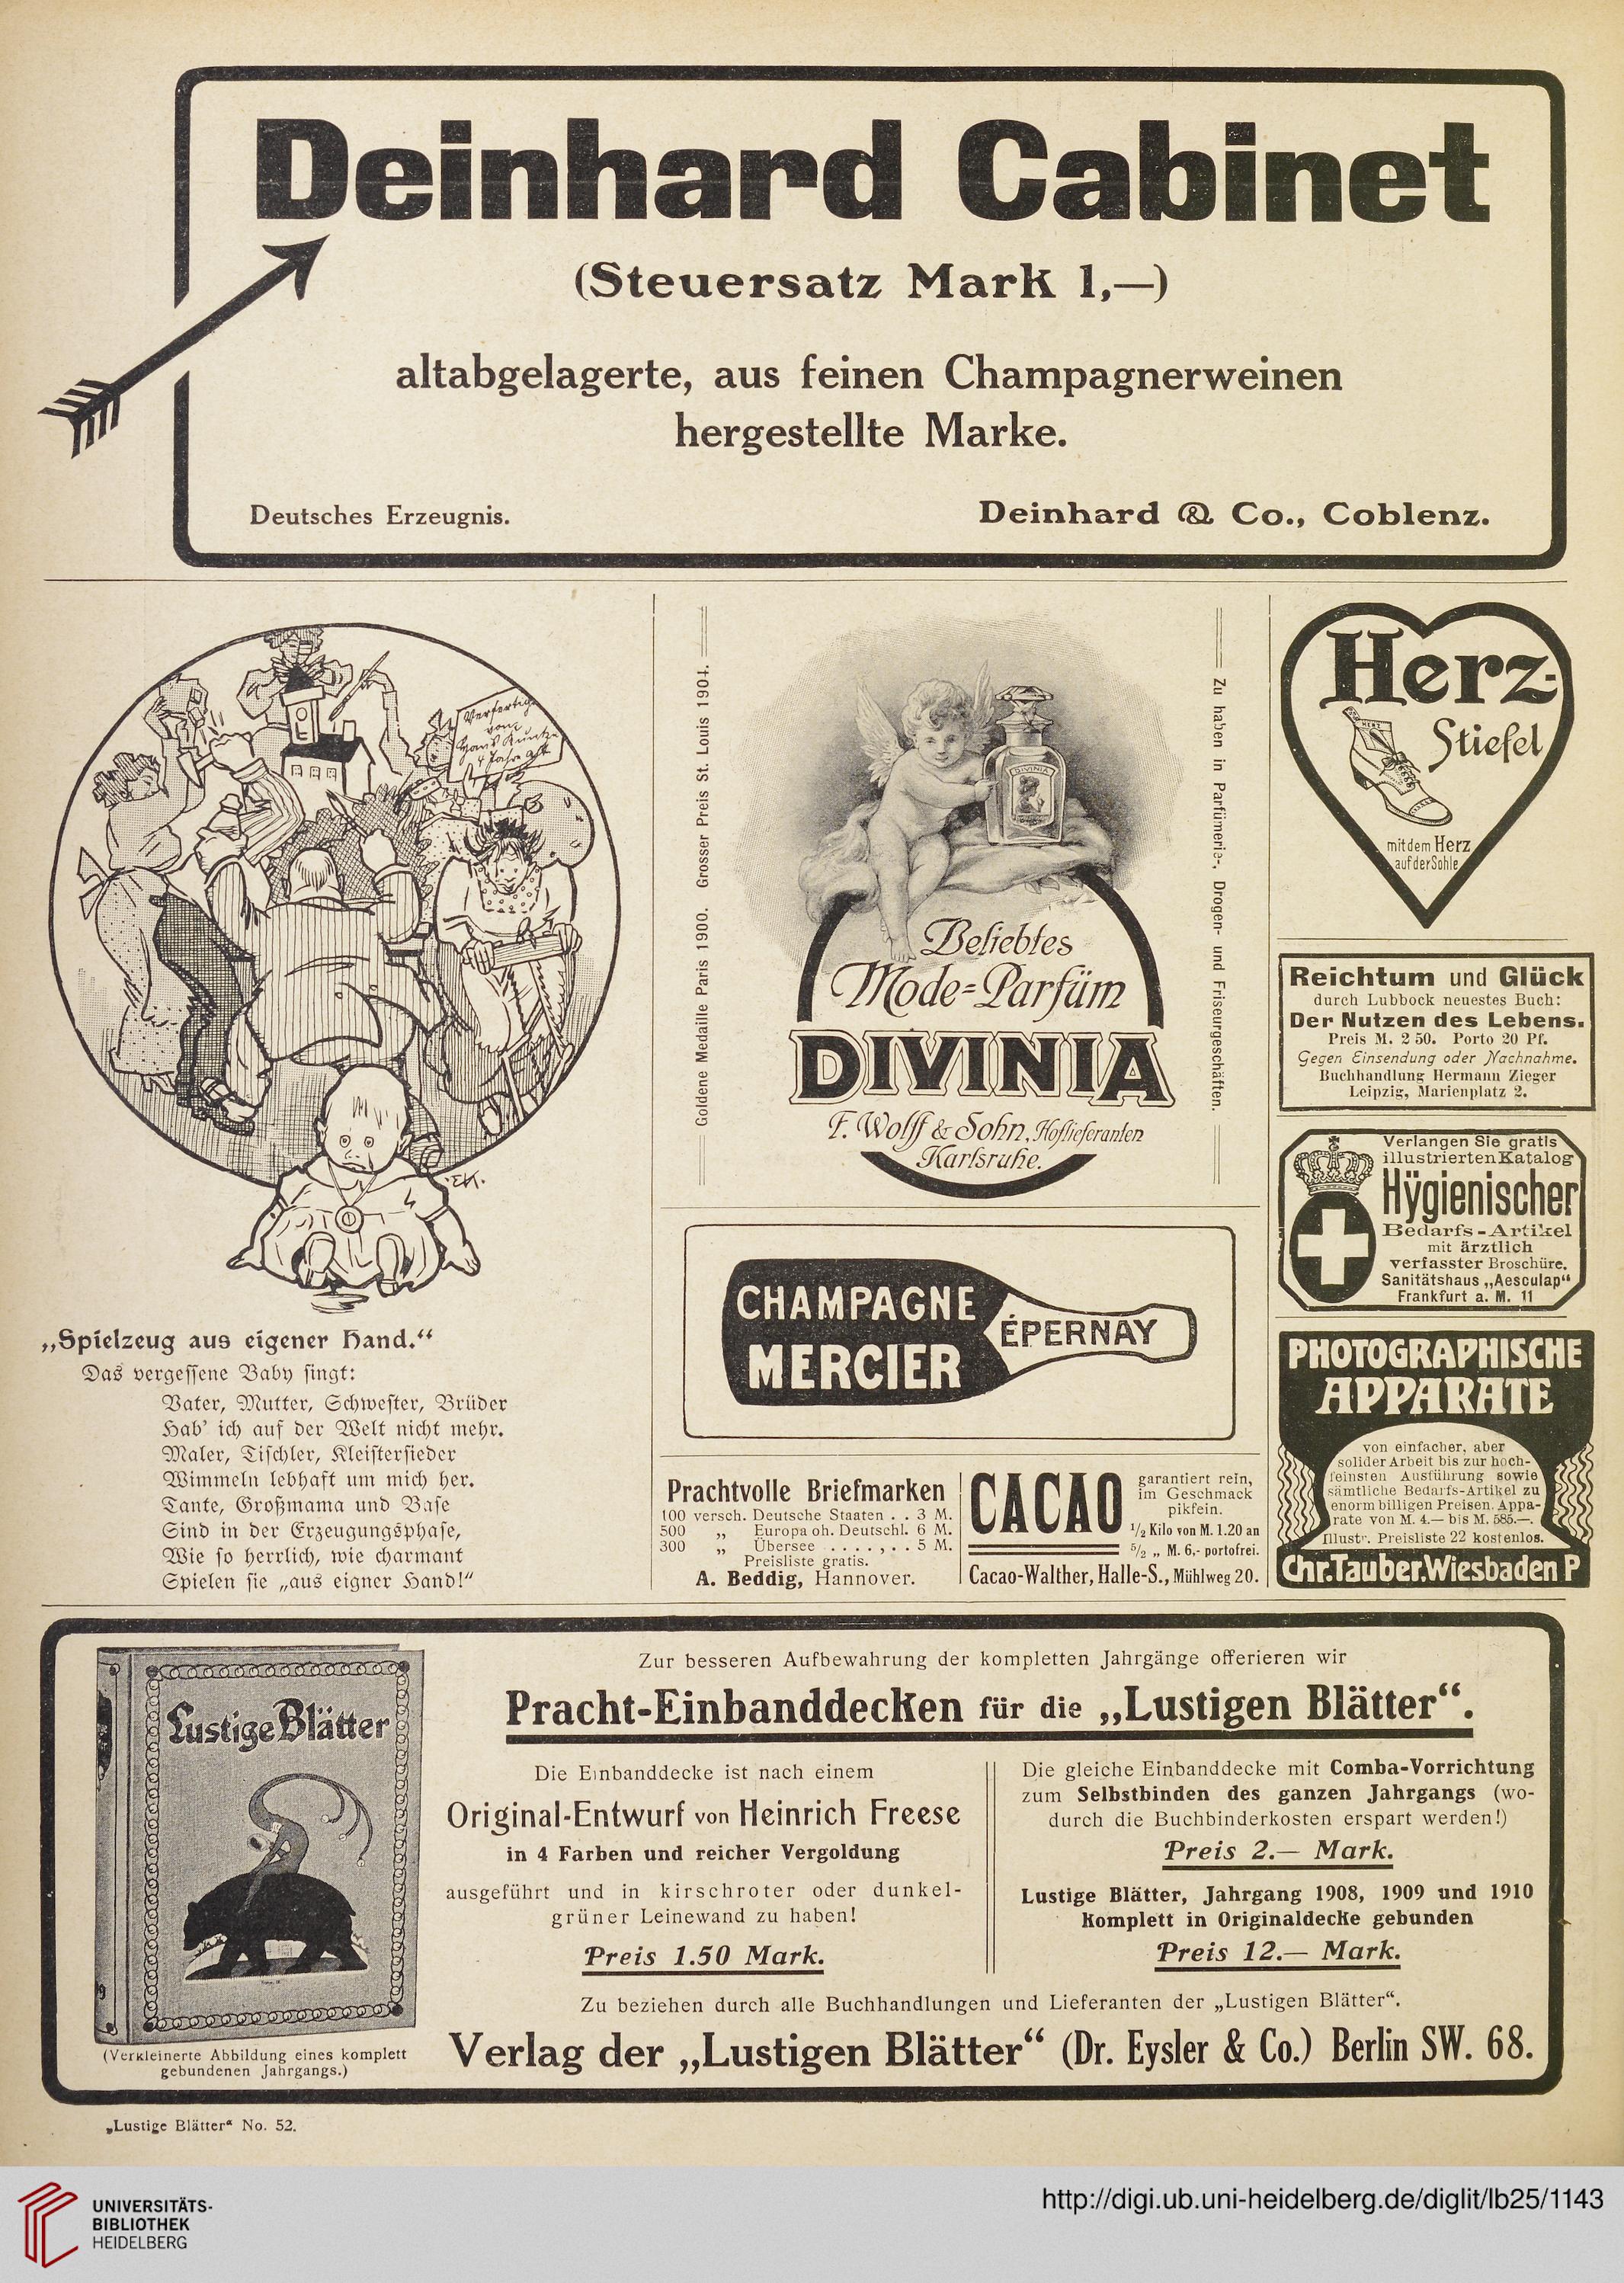 Deinhard Cabinet
(Steuersatz Mark 1,—)
altabgelagerte, aus feinen Champagnerweinen
hergestellte Marke.
Deutsches Erzeugnis.
Deinhard & Co., Coblenz.
Verfertigt
von
Hans Kuntze
4 Jahr alt
EK.
„Spielzeug aus eigener Hand.“
Das vergessene Baby singt:
Vater, Mutter, Schwester, Brüder
Hab' ich auf der Welt nicht mehr.
Maler, Tischler, Kleistersieder
Wimmeln lebhaft um mich her.
Tante, Großmama und Base
Sind in der Erzeugungsphase,
Wie so herrlich, wie charmant
Spielen sie „aus eigner Hand!“
Goldene Medaille Paris 1900. Grosser Preis St. Louis 1904.
DIVINIA
Beliebtes
Mode-Parfüm
DIVINIA
F. Wolff & Sohn, Hoflieferanten
Karlsruhe.
Zu haben in Parfümerie-, Drogen- und Friseurgeschäften.
CHAMPAGNE
MERCIER
ÉPERNAY
Prachtvolle Briefmarken
100 versch. Deutsche Staaten . . 3 M.
500 „ Europa oh. Deutschl. 6 M.
300 „ Übersee . . . . , . . 5 M.
Preisliste gratis.
A. Beddig, Hannover.
CACAO
garantiert rein,
im Geschmack
pikfein.
1/2 Kilo von M. 1.20 an
5/2 „ M. 6,- portofrei.
Cacao-Walther, Halle-S., Mühlweg 20.
Herz-
Stiefel
HERZ
mit dem Herz
auf der Sohle
Reichtum und Glück
durch Lubbock neuestes Buch:
Der Nutzen des Lebens.
Preis M. 2 50. Porto 20 Pf.
Gegen Einsendung oder Nachnahme.
Buchhandlung Hermann Zieger
Leipzig, Marienplatz 2.
Verlangen Sie gratis
illustrierten Katalog
Hygienischer
Bedarfs-Artikel
mit ärztlich
verfasster Broschüre.
Sanitätshaus „Aesculap“
Frankfurt a. M. 11
PHOTOGRAPHISCHE
APPARATE
von einfacher, aber
solider Arbeit bis zur hoch-
feinsten Ausführung sowie
sämtliche Bedarfs-Artikel zu
enorm billigen Preisen. Appa-
rate von M. 4.— bis M. 585.—.
Illustr. Preisliste 22 kostenlos.
Chr. Tauber. Wiesbaden P
Lustige Blätter
(Verkleinerte Abbildung eines komplett
gebundenen Jahrgangs.)
Zur besseren Aufbewahrung der kompletten Jahrgänge offerieren wir
Pracht-Einbanddecken für die „Lustigen Blätter“.
Die Einbanddecke ist nach einem
Original-Entwurf von Heinrich Freese
in 4 Farben und reicher Vergoldung
ausgeführt und in kirschroter oder dunkel-
grüner Leinewand zu haben!
Preis 1.50 Mark.
Die gleiche Einbanddecke mit Comba-Vorrichtung
zum Selbstbinden des ganzen Jahrgangs (wo-
durch die Buchbinderkosten erspart werden!)
Preis 2.— Mark.
Lustige Blätter, Jahrgang 1908, 1909 und 1910
komplett in Originaldecke gebunden
Preis 12.— Mark.
Zu beziehen durch alle Buchhandlungen und Lieferanten der „Lustigen Blätter“.
Verlag der „Lustigen Blätter“ (Dr. Eysler & Co.) Berlin SW. 68.
„Lustige Blätter“ No. 52.
UNIVERSITÄTS-
BIBLIOTHEK
HEIDELBERG
http://digi.ub.uni-heidelberg.de/diglit/lb25/1143